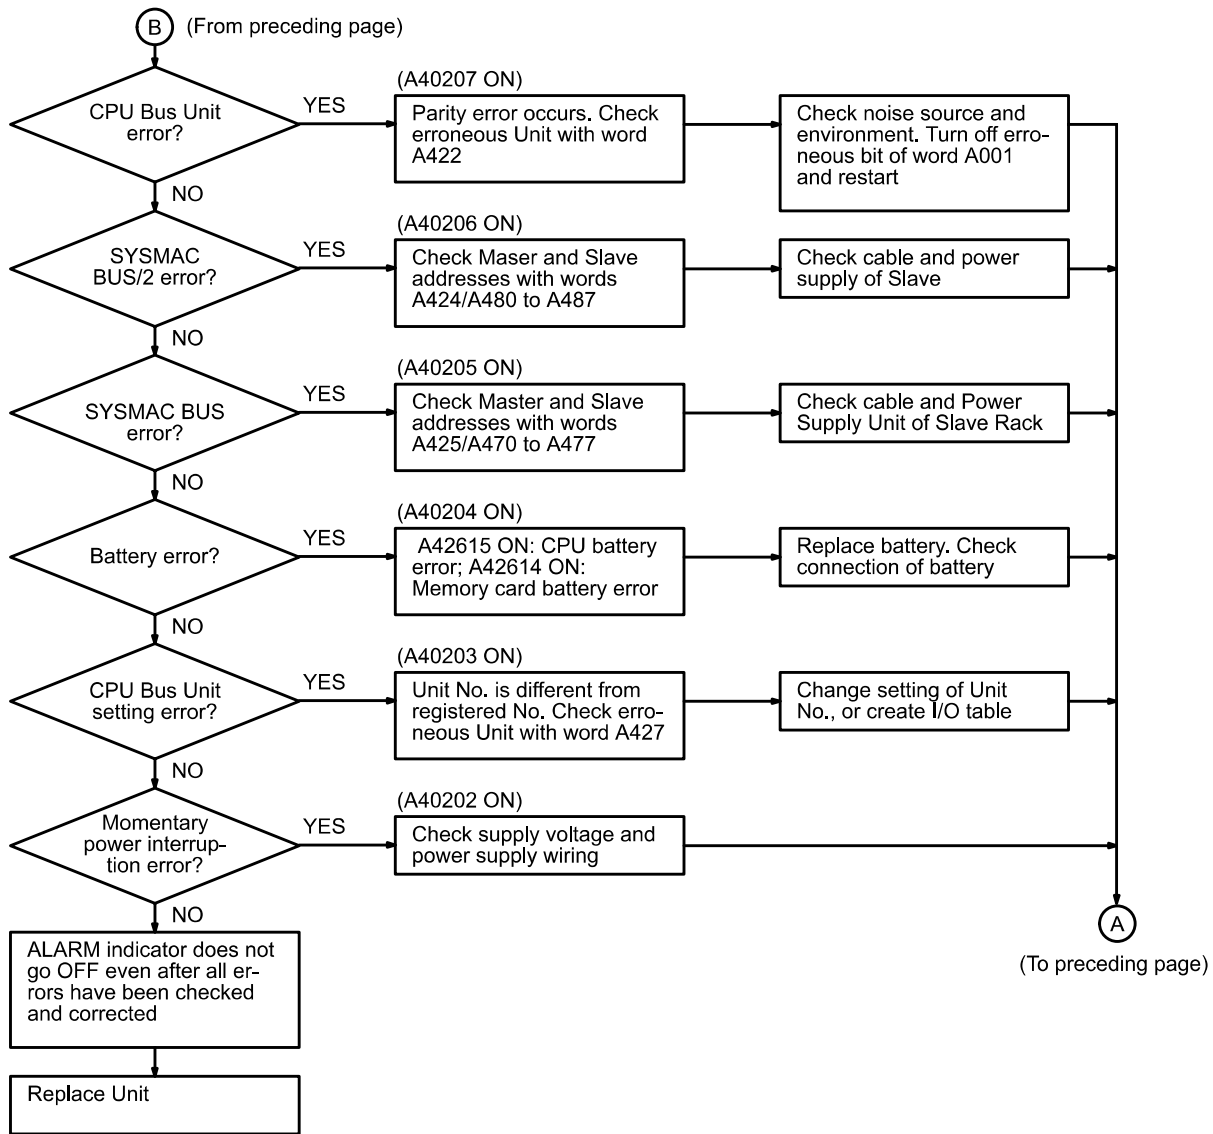 B (From preceding page)
CPU Bus Unit
error?
YES
(A40207 ON)
Parity error occurs. Check
erroneous Unit with word
A422
Check noise source and
environment. Turn off erro-
neous bit of word A001
and restart
NO
SYSMAC
BUS/2 error?
YES
(A40206 ON)
Check Maser and Slave
addresses with words
A424/A480 to A487
Check cable and power
supply of Slave
NO
SYSMAC BUS
error?
YES
(A40205 ON)
Check Master and Slave
addresses with words
A425/A470 to A477
Check cable and Power
Supply Unit of Slave Rack
NO
Battery error?
YES
(A40204 ON)
A42615 ON: CPU battery
error; A42614 ON:
Memory card battery error
Replace battery. Check
connection of battery
NO
CPU Bus Unit
setting error?
YES
(A40203 ON)
Unit No. is different from
registered No. Check erro-
neous Unit with word A427
Change setting of Unit
No., or create I/O table
NO
Momentary
power interrup-
tion error?
YES
(A40202 ON)
Check supply voltage and
power supply wiring
NO
A
(To preceding page)
ALARM indicator does not
go OFF even after all er-
rors have been checked
and corrected
Replace Unit